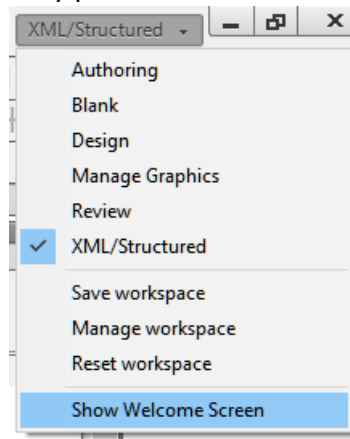 XML/Structured
Authoring
Blank
Design
Manage Graphics
Review
XML/Structured
Save workspace
Manage workspace
Reset workspace
Show Welcome Screen